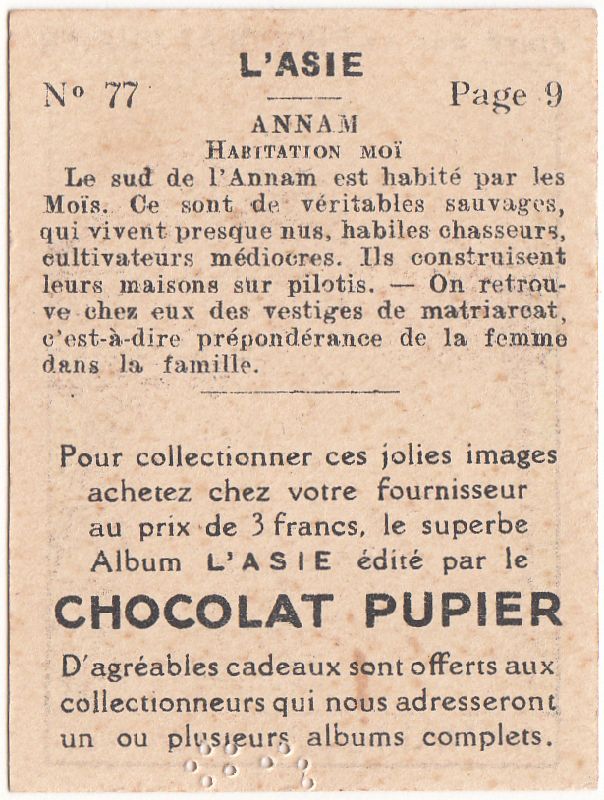 L'ASIE
Nº 77
Page 9
ANNAM
HABITATION MOÏ
Le sud de l'Annam est habité par les
Moïs. Ce sont de véritables sauvages,
qui vivent presque nus, habiles chasseurs,
cultivateurs médiocres. Ils construisent
leurs maisons sur pilotis. — On retrou-
ve chez eux des vestiges de matriarcat,
c'est-à-dire prépondérance de la femme
dans la famille.
Pour collectionner ces jolies images
achetez chez votre fournisseur
au prix de 3 francs, le superbe
Album L'ASIE édité par le
CHOCOLAT PUPIER
D'agréables cadeaux sont offerts aux
collectionneurs qui nous adresseront
un ou plusieurs albums complets.